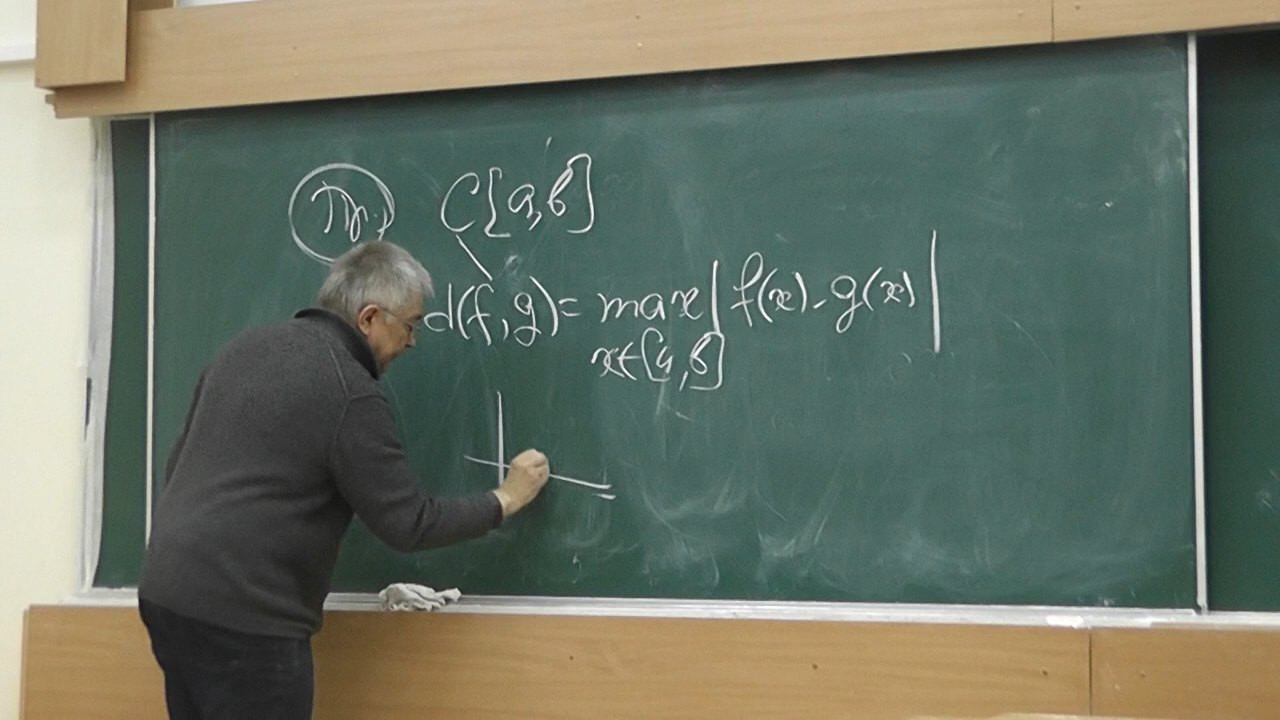 Пр. C[a,b]
d(f,g)= max |f(x)-g(x)|
x∈[a,b]